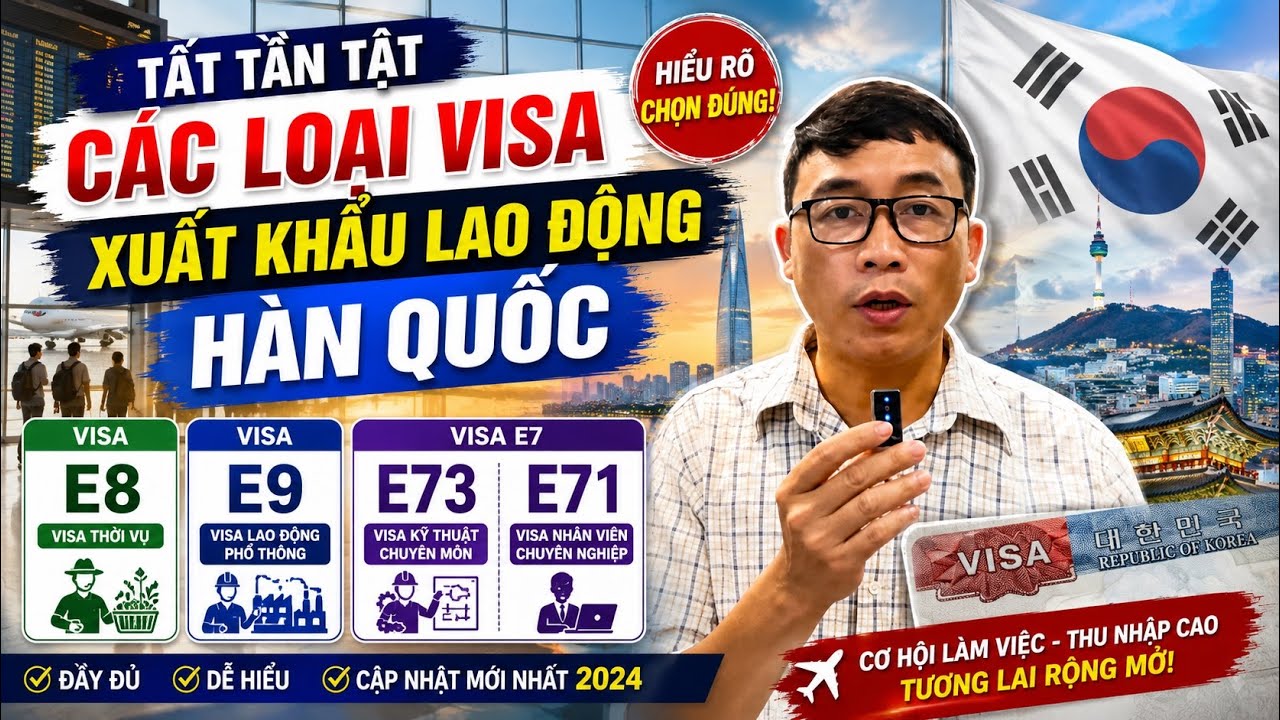 TẤT TẦN TẬT
CÁC LOẠI VISA
XUẤT KHẨU LAO ĐỘNG
HÀN QUỐC
HIỂU RÕ
CHỌN ĐÚNG!
VISA
E8
VISA THỜI VỤ
VISA
E9
VISA LAO ĐỘNG
PHỔ THÔNG
VISA E7
E73
VISA KỸ THUẬT
CHUYÊN MÔN
E71
VISA NHÂN VIÊN
CHUYÊN NGHIỆP
VISA
대한민국
REPUBLIC OF KOREA
CƠ HỘI LÀM VIỆC - THU NHẬP CAO
TƯƠNG LAI RỘNG MỞ!
ĐẦY ĐỦ
DỄ HIỂU
CẬP NHẬT MỚI NHẤT 2024